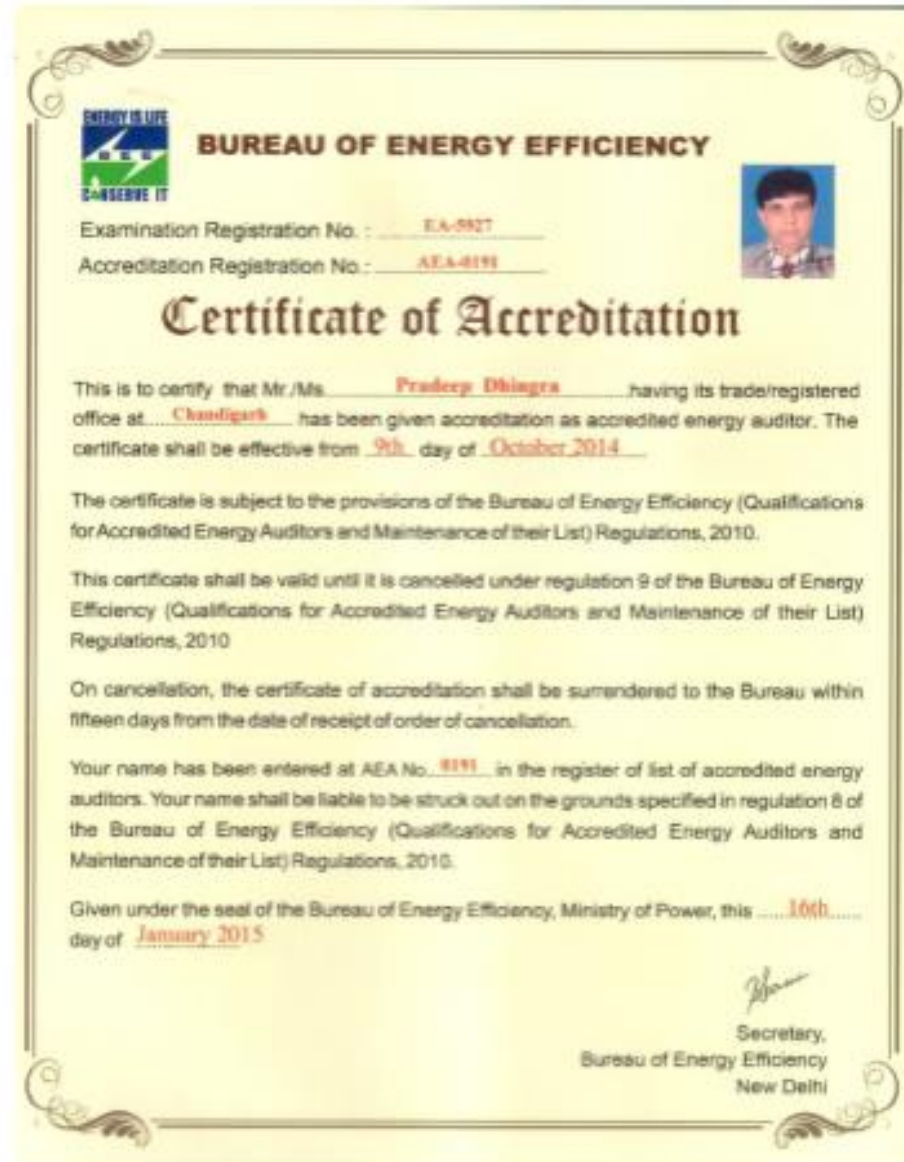 ENERGY IS LIFE
BEE
CONSERVE IT
BUREAU OF ENERGY EFFICIENCY
Examination Registration No. : EA-5927
Accreditation Registration No.: AEA-0191
Certificate of Accreditation
This is to certify that Mr./Ms. Pradeep Dhingra having its trade/registered
office at Chandigarh has been given accreditation as accredited energy auditor. The
certificate shall be effective from 9th day of October 2014
The certificate is subject to the provisions of the Bureau of Energy Efficiency (Qualifications
for Accredited Energy Auditors and Maintenance of their List) Regulations, 2010.
This certificate shall be valid until it is cancelled under regulation 9 of the Bureau of Energy
Efficiency (Qualifications for Accredited Energy Auditors and Maintenance of their List)
Regulations, 2010
On cancellation, the certificate of accreditation shall be surrendered to the Bureau within
fifteen days from the date of receipt of order of cancellation.
Your name has been entered at AEA No. 0191 in the register of list of accredited energy
auditors. Your name shall be liable to be struck out on the grounds specified in regulation 8 of
the Bureau of Energy Efficiency (Qualifications for Accredited Energy Auditors and
Maintenance of their List) Regulations, 2010.
Given under the seal of the Bureau of Energy Efficiency, Ministry of Power, this 16th
day of January 2015
Secretary,
Bureau of Energy Efficiency
New Delhi